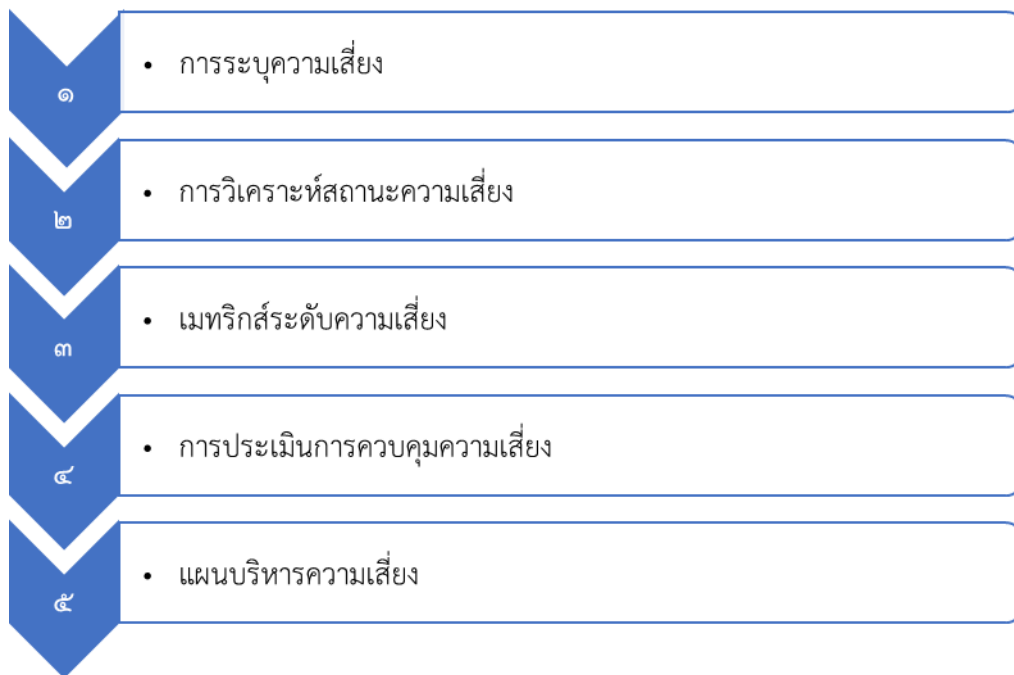 ๑
• การระบุความเสี่ยง
๒
• การวิเคราะห์สถานะความเสี่ยง
๓
• เมทริกส์ระดับความเสี่ยง
๔
• การประเมินการควบคุมความเสี่ยง
๕
• แผนบริหารความเสี่ยง